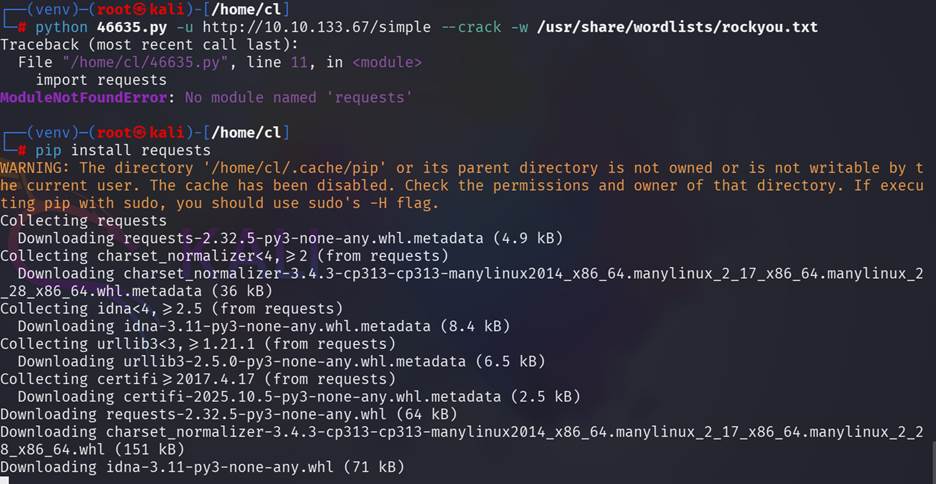 ┌──(venv)─(root㉿kali)-[/home/cl]
└─# python 46635.py -u http://10.10.133.67/simple --crack -w /usr/share/wordlists/rockyou.txt
Traceback (most recent call last):
  File "/home/cl/46635.py", line 11, in <module>
    import requests
ModuleNotFoundError: No module named 'requests'
┌──(venv)─(root㉿kali)-[/home/cl]
└─# pip install requests
WARNING: The directory '/home/cl/.cache/pip' or its parent directory is not owned or is not writable by t
he current user. The cache has been disabled. Check the permissions and owner of that directory. If execu
ting pip with sudo, you should use sudo's -H flag.
Collecting requests
  Downloading requests-2.32.5-py3-none-any.whl.metadata (4.9 kB)
Collecting charset_normalizer<4,≥2 (from requests)
  Downloading charset_normalizer-3.4.3-cp313-cp313-manylinux2014_x86_64.manylinux_2_17_x86_64.manylinux_2
_28_x86_64.whl.metadata (36 kB)
Collecting idna<4,≥2.5 (from requests)
  Downloading idna-3.11-py3-none-any.whl.metadata (8.4 kB)
Collecting urllib3<3,≥1.21.1 (from requests)
  Downloading urllib3-2.5.0-py3-none-any.whl.metadata (6.5 kB)
Collecting certifi≥2017.4.17 (from requests)
  Downloading certifi-2025.10.5-py3-none-any.whl.metadata (2.5 kB)
Downloading requests-2.32.5-py3-none-any.whl (64 kB)
Downloading charset_normalizer-3.4.3-cp313-cp313-manylinux2014_x86_64.manylinux_2_17_x86_64.manylinux_2_2
8_x86_64.whl (151 kB)
Downloading idna-3.11-py3-none-any.whl (71 kB)